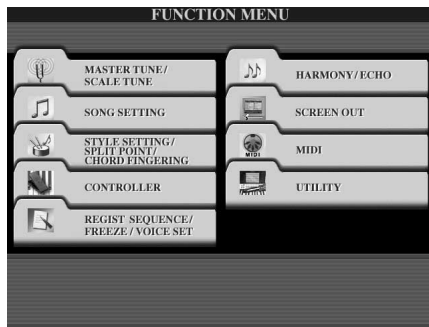 FUNCTION MENU
MASTER TUNE/
SCALE TUNE
SONG SETTING
STYLE SETTING/
SPLIT POINT/
CHORD FINGERING
CONTROLLER
REGIST SEQUENCE/
FREEZE / VOICE SET
HARMONY/ ECHO
SCREEN OUT
MIDI
MIDI
UTILITY